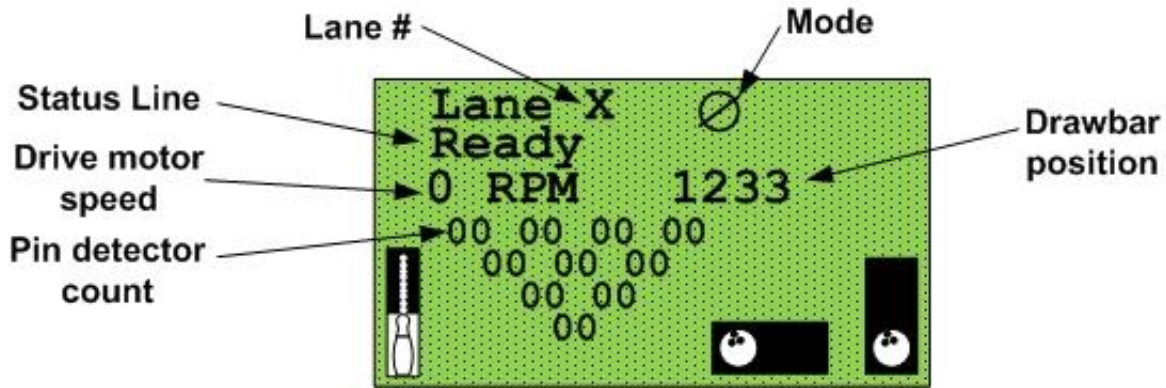 Lane #
Mode
Status Line
Drive motor
speed
Pin detector
count
Drawbar
position
Lane X
Ready
0 RPM 1233
00 00 00 00
00 00 00
00 00
00